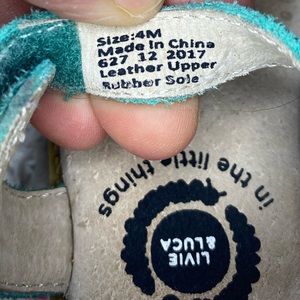 Size:4M
Made in China
627 12 2017
Leather Upper
Rubber Sole
in the little things
LIVIE
& LUCA